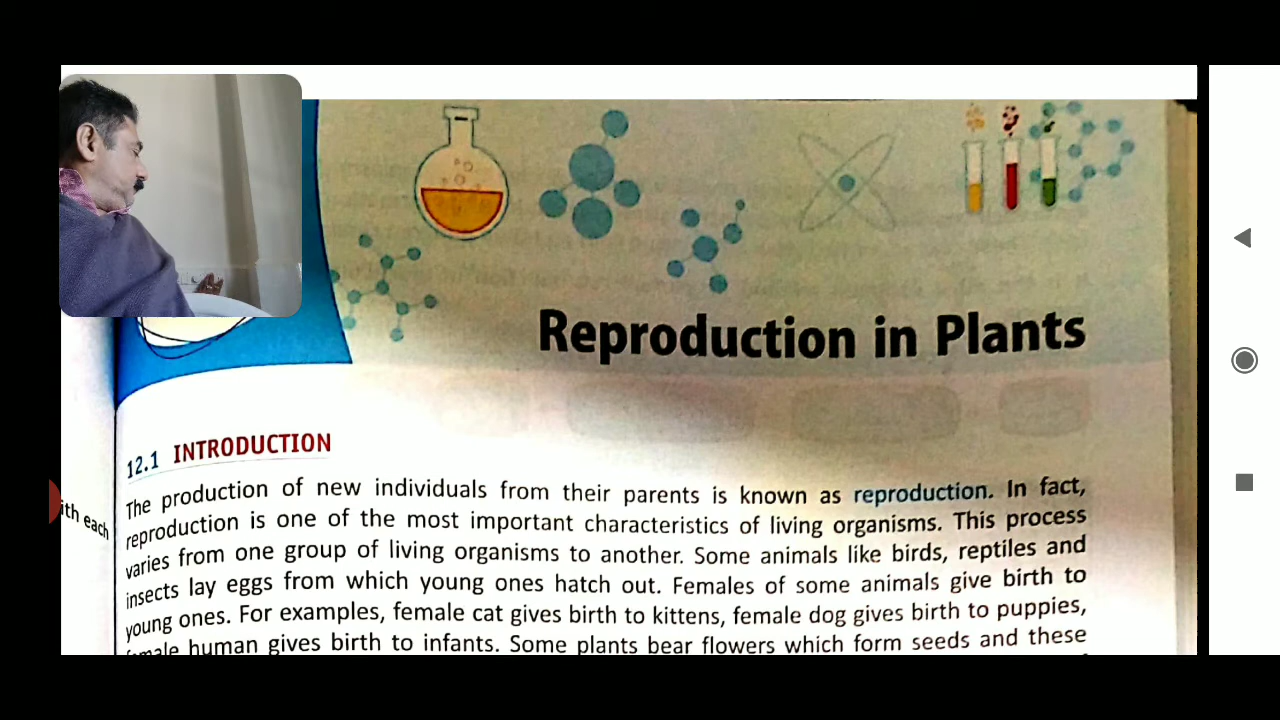 Reproduction in Plants
12.1 INTRODUCTION
The production of new individuals from their parents is known as reproduction. In fact,
reproduction is one of the most important characteristics of living organisms. This process
varies from one group of living organisms to another. Some animals like birds, reptiles and
insects lay eggs from which young ones hatch out. Females of some animals give birth to
young ones. For examples, female cat gives birth to kittens, female dog gives birth to puppies,
human gives birth to infants. Some plants bear flowers which form seeds and these
ith each